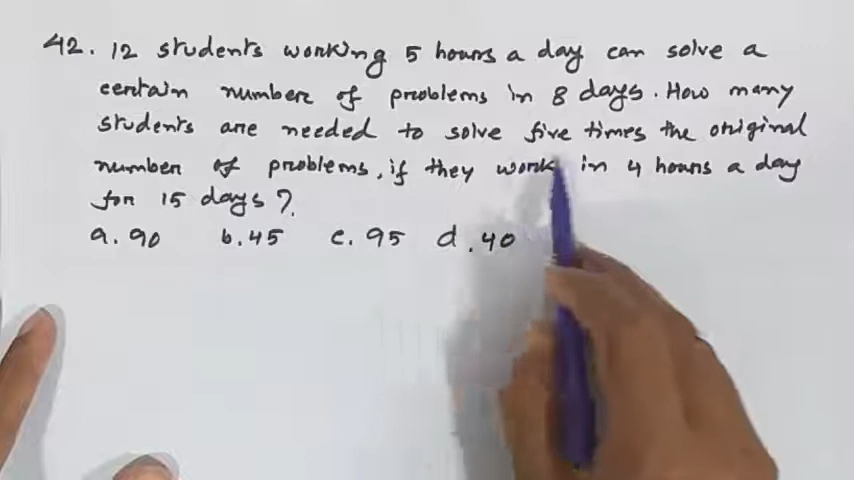 42. 12 students working 5 hours a day can solve a
certain number of problems in 8 days. How many
students are needed to solve five times the original
number of problems, if they work in 4 hours a day
for 15 days?
a. 90 b. 45 c. 95 d. 40